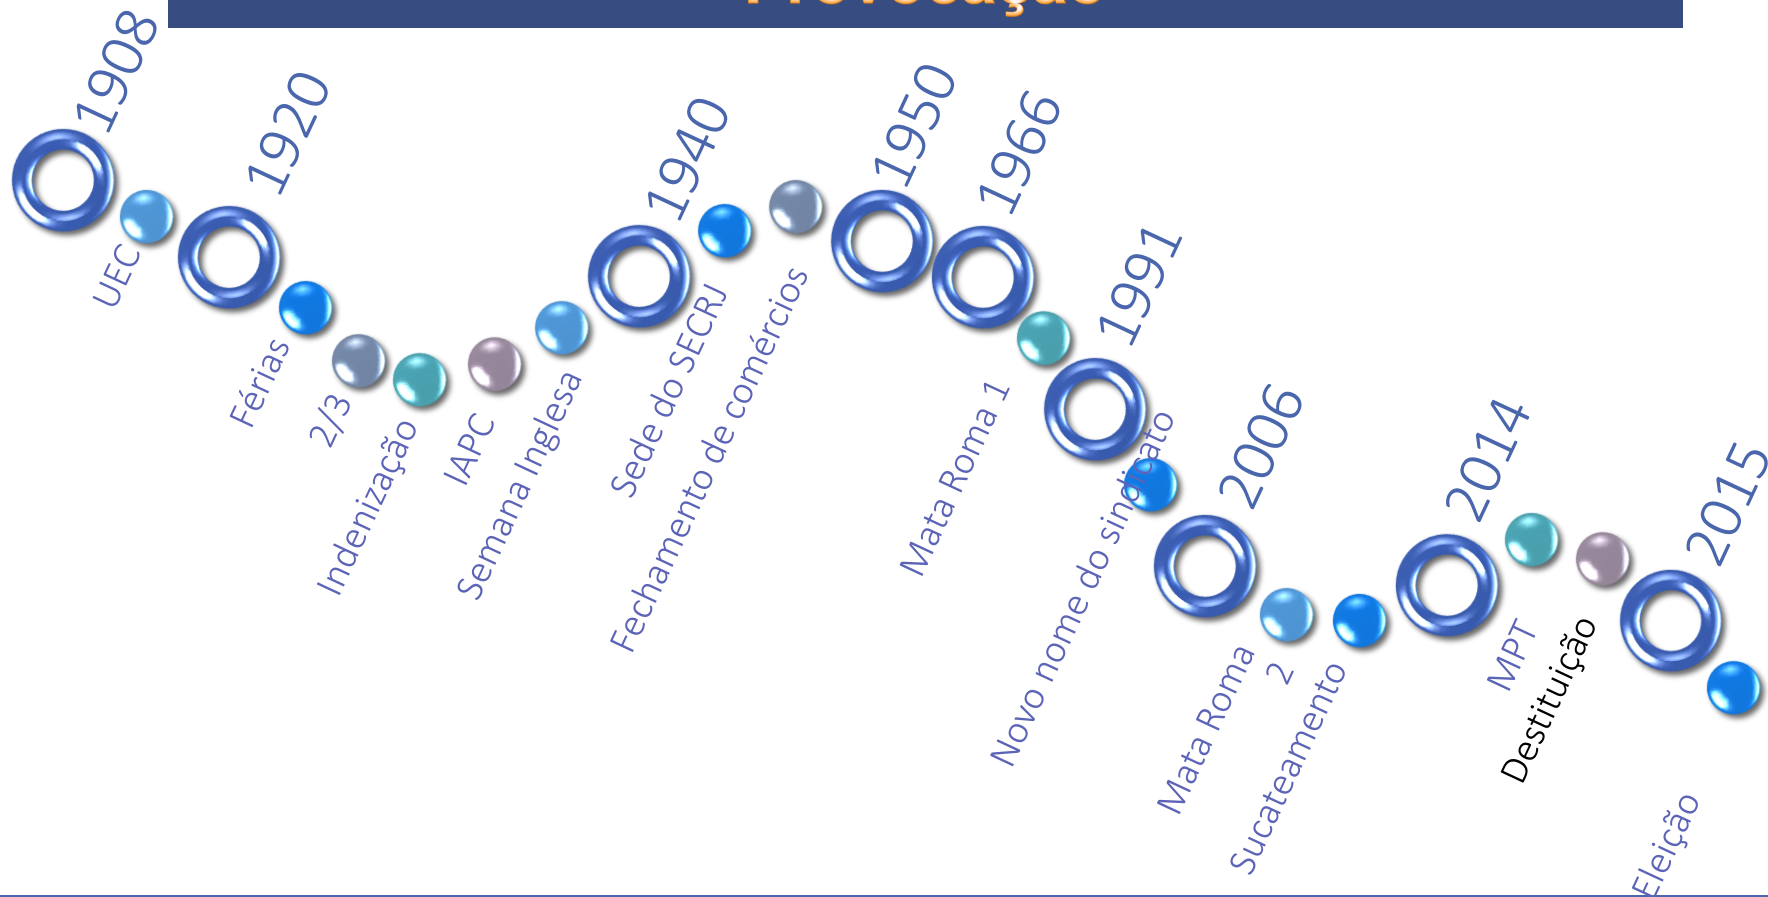 Provocação
1908
UEC
1920
Férias
2/3
Indenização
IAPC
Semana Inglesa
1940
Sede do SECRJ
Fechamento de comércios
1950
1966
Mata Roma 1
1991
Novo nome do sindicato
2006
Mata Roma
2
Sucateamento
2014
MPT
Destituição
2015
Eleição